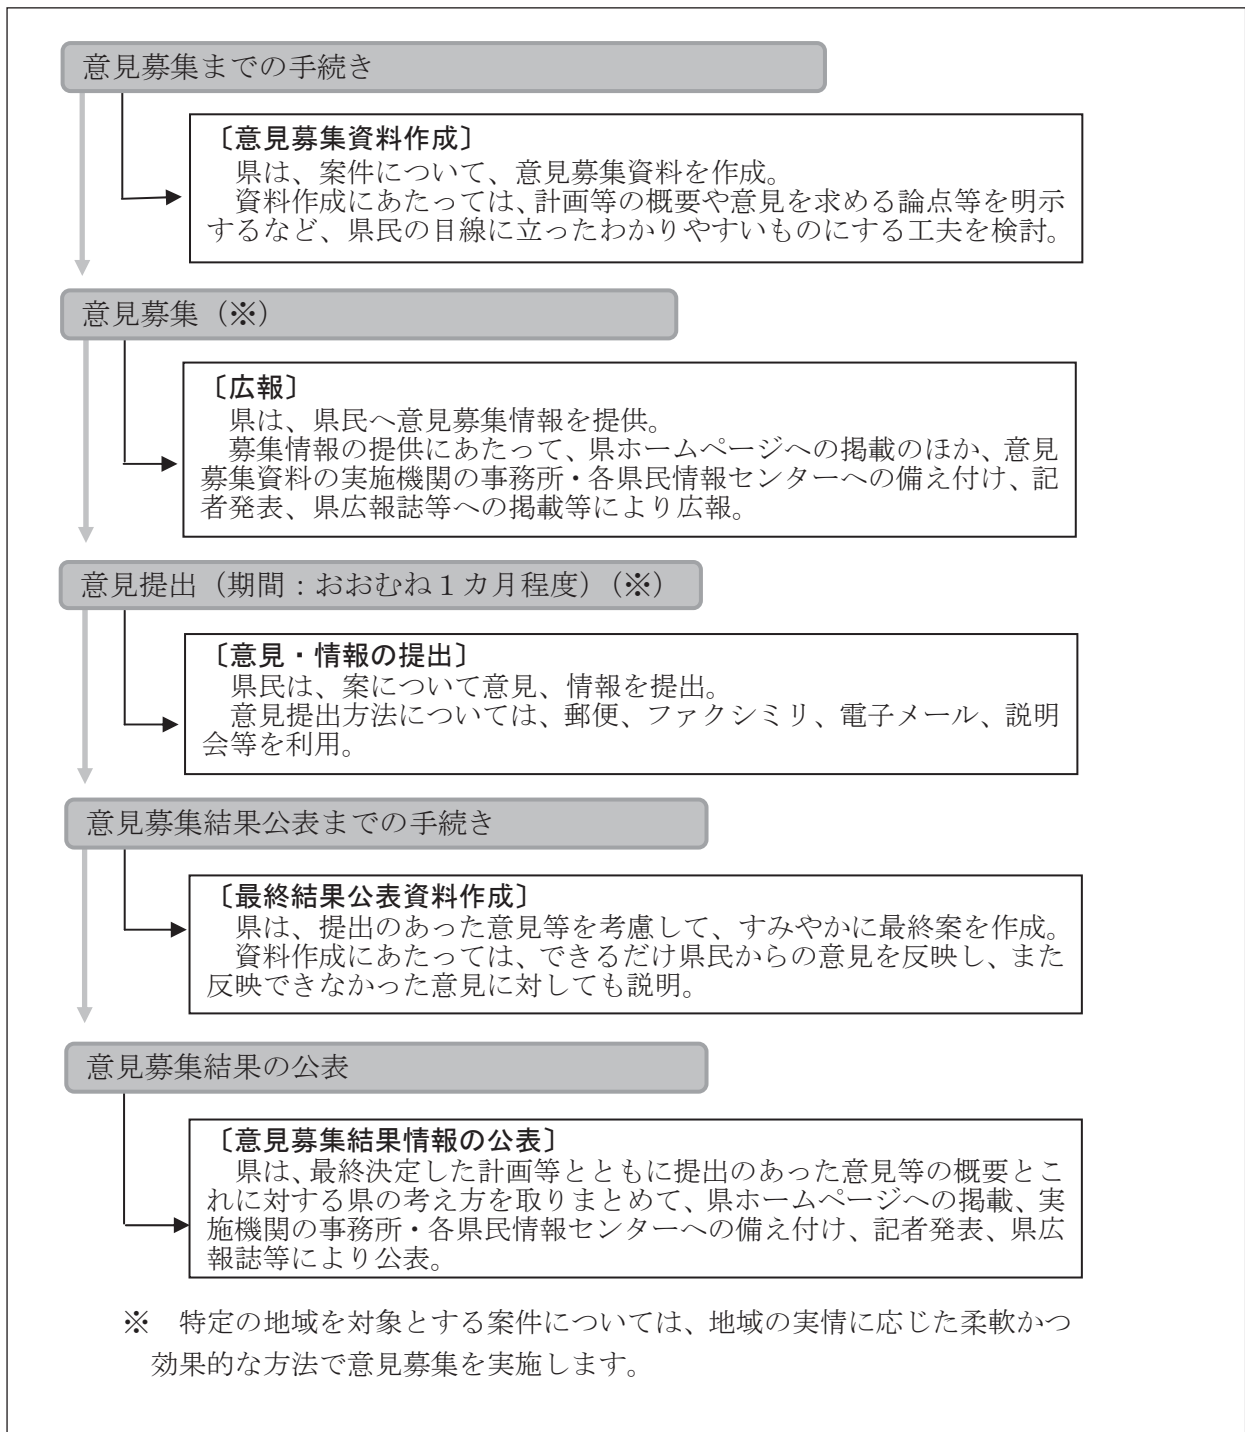 意見募集までの手続き
〔意見募集資料作成〕
県は、案件について、意見募集資料を作成。
資料作成にあたっては、計画等の概要や意見を求める論点等を明示
するなど、県民の目線に立ったわかりやすいものにする工夫を検討。
意見募集（※）
〔広報〕
県は、県民へ意見募集情報を提供。
募集情報の提供にあたって、県ホームページへの掲載のほか、意見
募集資料の実施機関の事務所・各県民情報センターへの備え付け、記
者発表、県広報誌等への掲載等により広報。
意見提出（期間：おおむね１カ月程度）（※）
〔意見・情報の提出〕
県民は、案について意見、情報を提出。
意見提出方法については、郵便、ファクシミリ、電子メール、説明
会等を利用。
意見募集結果公表までの手続き
〔最終結果公表資料作成〕
県は、提出のあった意見等を考慮して、すみやかに最終案を作成。
資料作成にあたっては、できるだけ県民からの意見を反映し、また
反映できなかった意見に対しても説明。
意見募集結果の公表
〔意見募集結果情報の公表〕
県は、最終決定した計画等とともに提出のあった意見等の概要とこ
れに対する県の考え方を取りまとめて、県ホームページへの掲載、実
施機関の事務所・各県民情報センターへの備え付け、記者発表、県広
報誌等により公表。
※　特定の地域を対象とする案件については、地域の実情に応じた柔軟かつ
効果的な方法で意見募集を実施します。